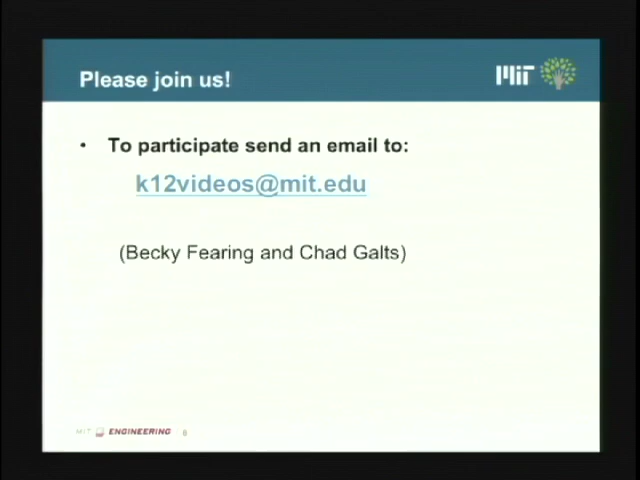 Please join us!
MIT
• To participate send an email to:
k12videos@mit.edu
(Becky Fearing and Chad Galts)
MIT ENGINEERING 6